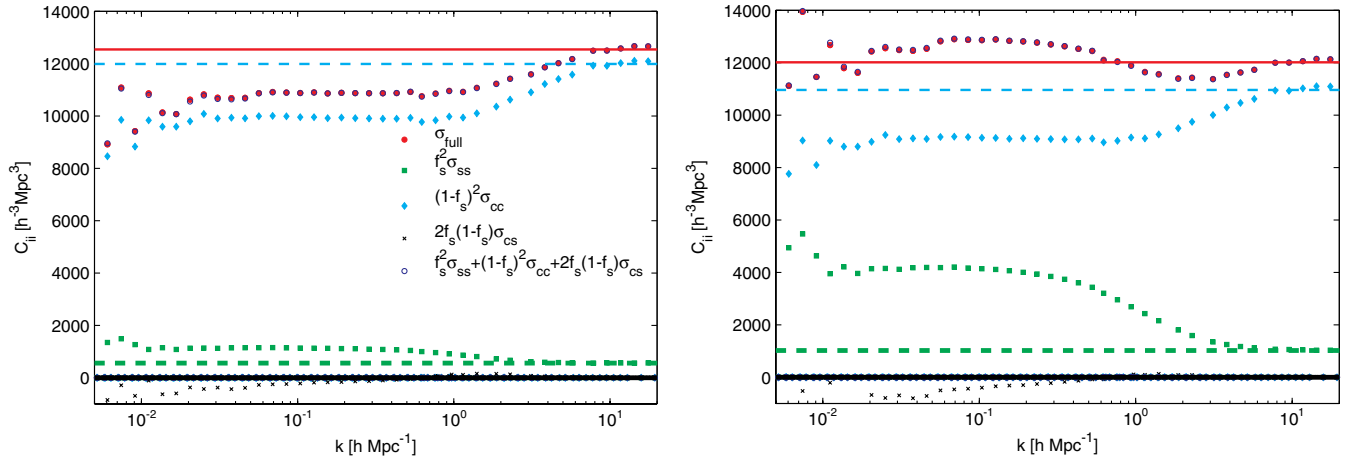 14000
12000
10000
8000
6000
4000
2000
0
C_ii [h^-3Mpc^3]
10^-2
10^-1
10^0
10^1
k [h Mpc^-1]
σ_full
f_s^2σ_ss
(1-f_s)^2σ_cc
2f_s(1-f_s)σ_cs
f_s^2σ_ss+(1-f_s)^2σ_cc+2f_s(1-f_s)σ_cs
14000
12000
10000
8000
6000
4000
2000
0
C_ii [h^-3Mpc^3]
10^-2
10^-1
10^0
10^1
k [h Mpc^-1]